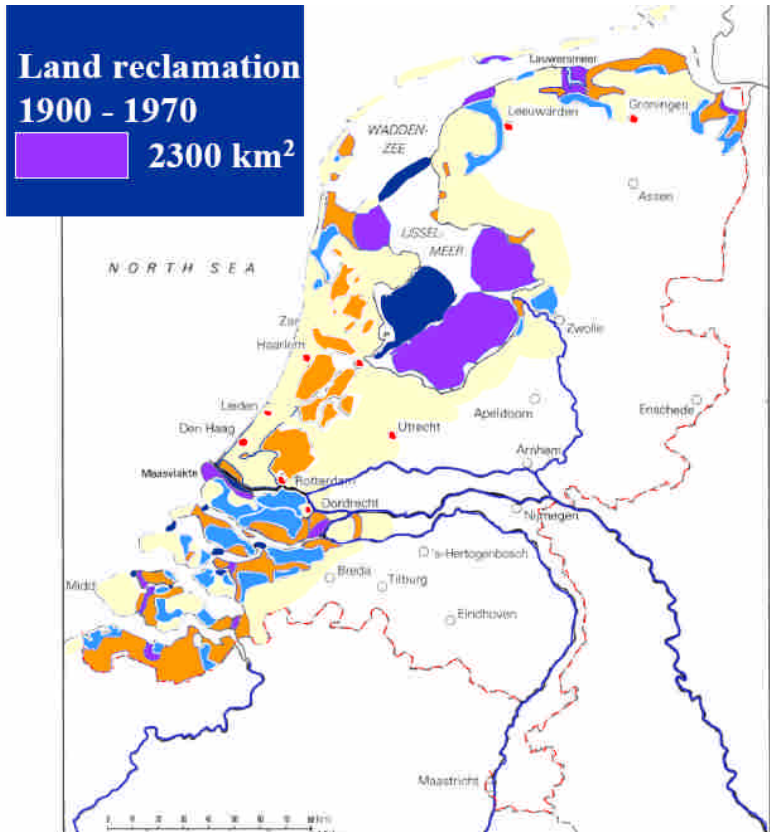 Land reclamation
1900 - 1970
2300 km²
Lauwersmeer
Leeuwarden
Groningen
WADDEN-
ZEE
Assen
IJSSEL-
MEER
NORTH SEA
Zar
Zwolle
Haarlem
Leiden
Apeldoorn
Enschede
Den Haag
Utrecht
Arnhem
Maasvlakte
Rotterdam
Dordrecht
Nijmegen
's-Hertogenbosch
Breda
Tilburg
Midd
Eindhoven
Maastricht